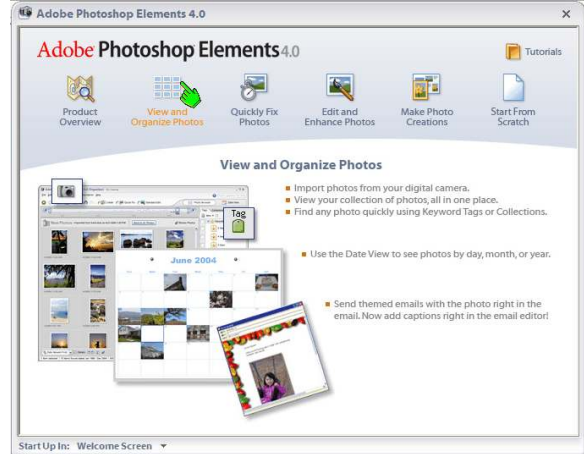 Adobe Photoshop Elements 4.0
Adobe Photoshop Elements 4.0
Tutorials
Product
Overview
View and
Organize Photos
Quickly Fix
Photos
Edit and
Enhance Photos
Make Photo
Creations
Start From
Scratch
View and Organize Photos
Import photos from your digital camera.
View your collection of photos, all in one place.
Find any photo quickly using Keyword Tags or Collections.
Tag
June 2004
Use the Date View to see photos by day, month, or year.
Send themed emails with the photo right in the
email. Now add captions right in the email editor!
Start Up In: Welcome Screen